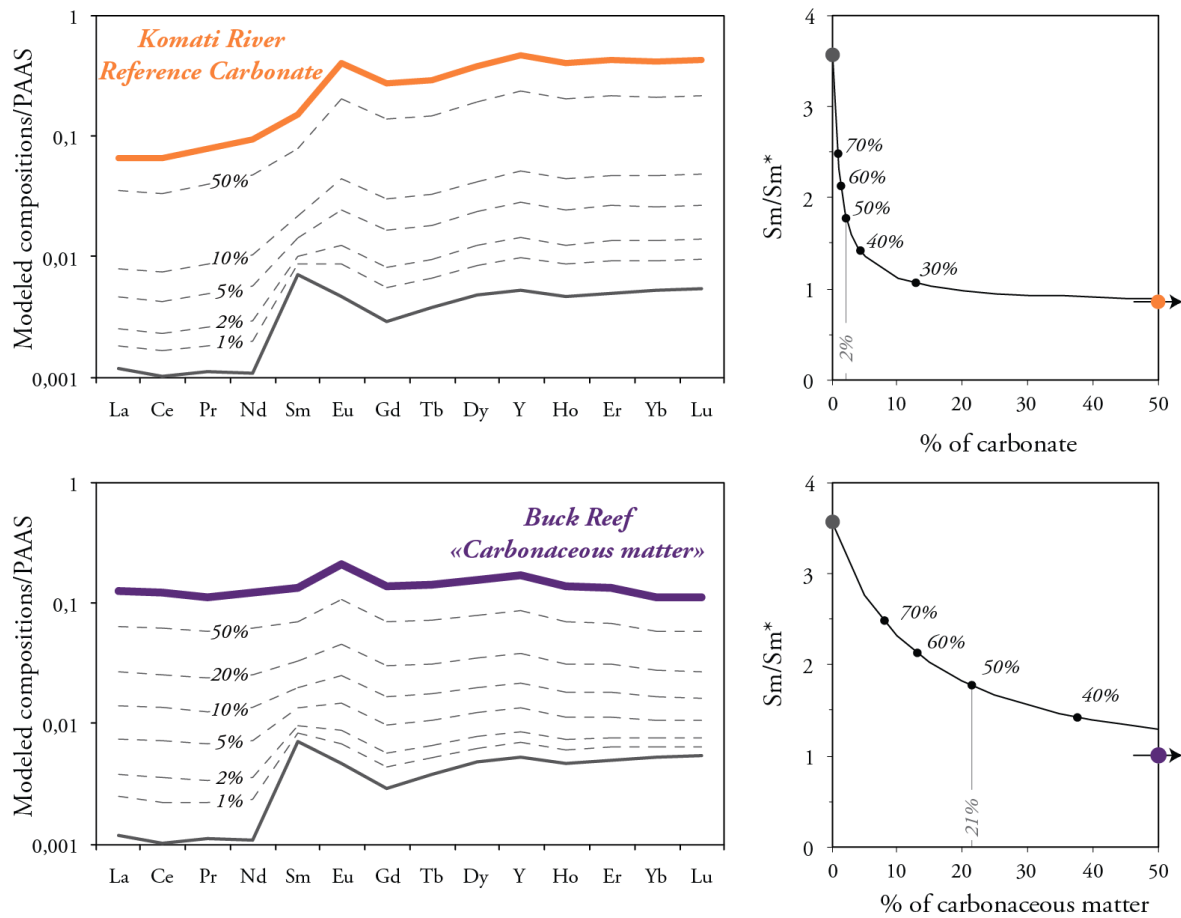 Modeled compositions/PAAS
1
0,1
0,01
0,001
Komati River
Reference Carbonate
50%
10%
5%
2%
1%
La Ce Pr Nd Sm Eu Gd Tb Dy Y Ho Er Yb Lu
Sm/Sm*
4
3
2
1
0
70%
60%
50%
40%
30%
2%
0 10 20 30 40 50
% of carbonate
Modeled compositions/PAAS
1
0,1
0,01
0,001
Buck Reef
«Carbonaceous matter»
50%
20%
10%
5%
2%
1%
La Ce Pr Nd Sm Eu Gd Tb Dy Y Ho Er Yb Lu
Sm/Sm*
4
3
2
1
0
70%
60%
50%
40%
21%
0 10 20 30 40 50
% of carbonaceous matter